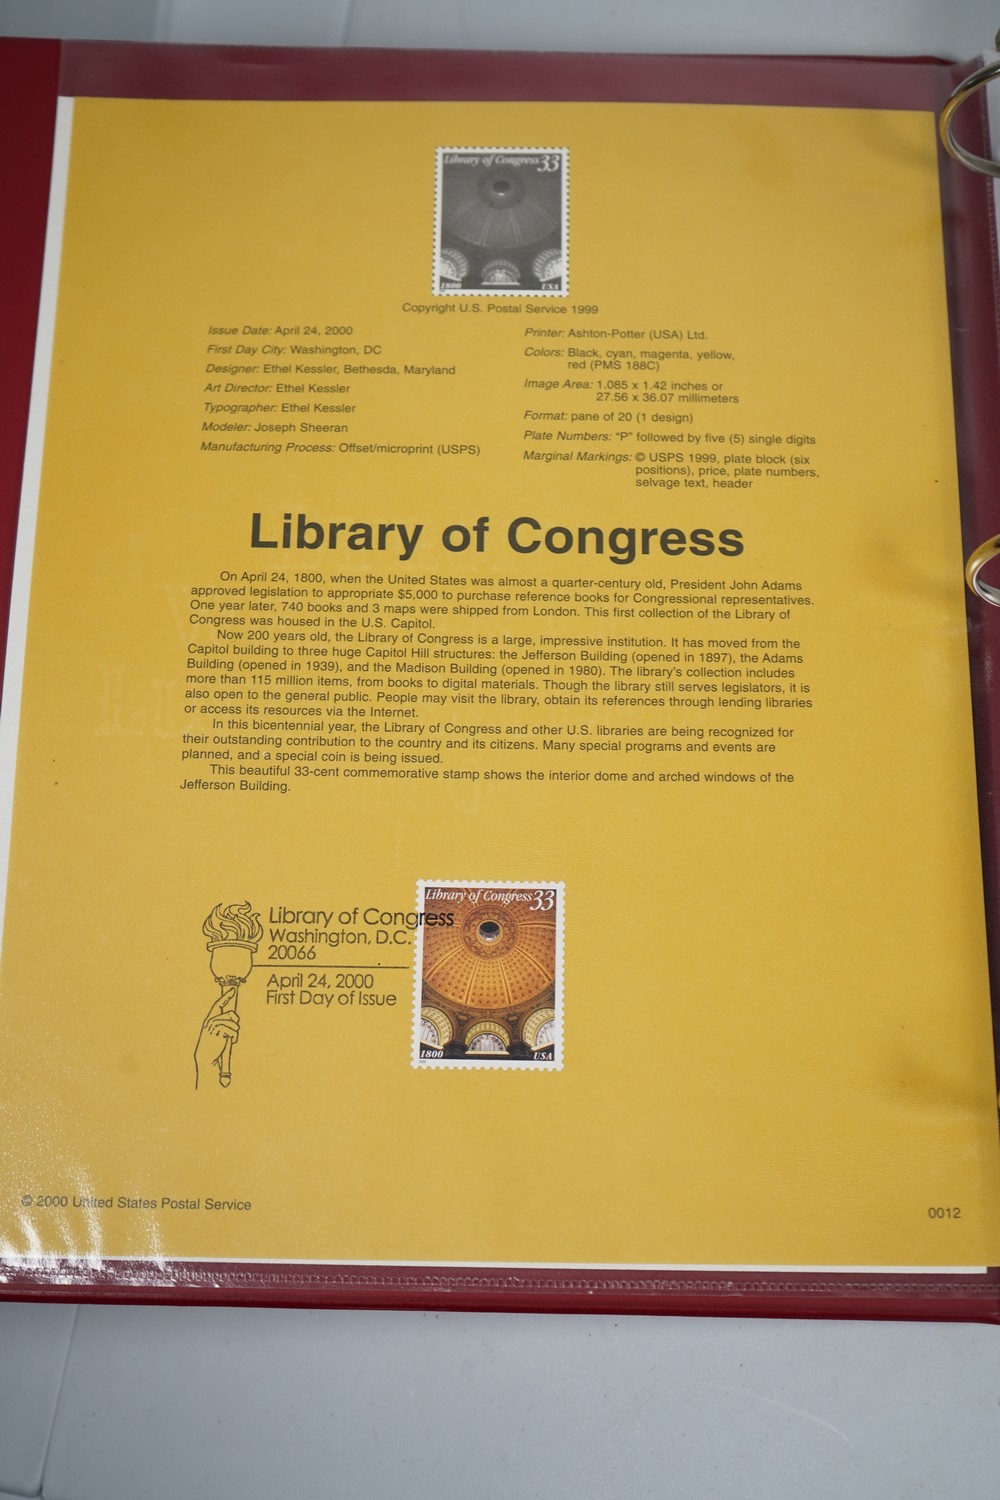 Library of Congress 33
1800 USA
Copyright U.S. Postal Service 1999
Issue Date: April 24, 2000
First Day City: Washington, DC
Designer: Ethel Kessler, Bethesda, Maryland
Art Director: Ethel Kessler
Typographer: Ethel Kessler
Modeler: Joseph Sheeran
Manufacturing Process: Offset/microprint (USPS)
Printer: Ashton-Potter (USA) Ltd.
Colors: Black, cyan, magenta, yellow,
red (PMS 188C)
Image Area: 1.085 x 1.42 inches or
27.56 x 36.07 millimeters
Format: pane of 20 (1 design)
Plate Numbers: “P” followed by five (5) single digits
Marginal Markings: © USPS 1999, plate block (six
positions), price, plate numbers,
selvage text, header
Library of Congress
On April 24, 1800, when the United States was almost a quarter-century old, President John Adams
approved legislation to appropriate $5,000 to purchase reference books for Congressional representatives.
One year later, 740 books and 3 maps were shipped from London. This first collection of the Library of
Congress was housed in the U.S. Capitol.
Now 200 years old, the Library of Congress is a large, impressive institution. It has moved from the
Capitol building to three huge Capitol Hill structures: the Jefferson Building (opened in 1897), the Adams
Building (opened in 1939), and the Madison Building (opened in 1980). The library's collection includes
more than 115 million items, from books to digital materials. Though the library still serves legislators, it is
also open to the general public. People may visit the library, obtain its references through lending libraries
or access its resources via the Internet.
In this bicentennial year, the Library of Congress and other U.S. libraries are being recognized for
their outstanding contribution to the country and its citizens. Many special programs and events are
planned, and a special coin is being issued.
This beautiful 33-cent commemorative stamp shows the interior dome and arched windows of the
Jefferson Building.
Library of Congress
Washington, D.C.
20066
April 24, 2000
First Day of Issue
Library of Congress 33
1800 USA
© 2000 United States Postal Service
0012